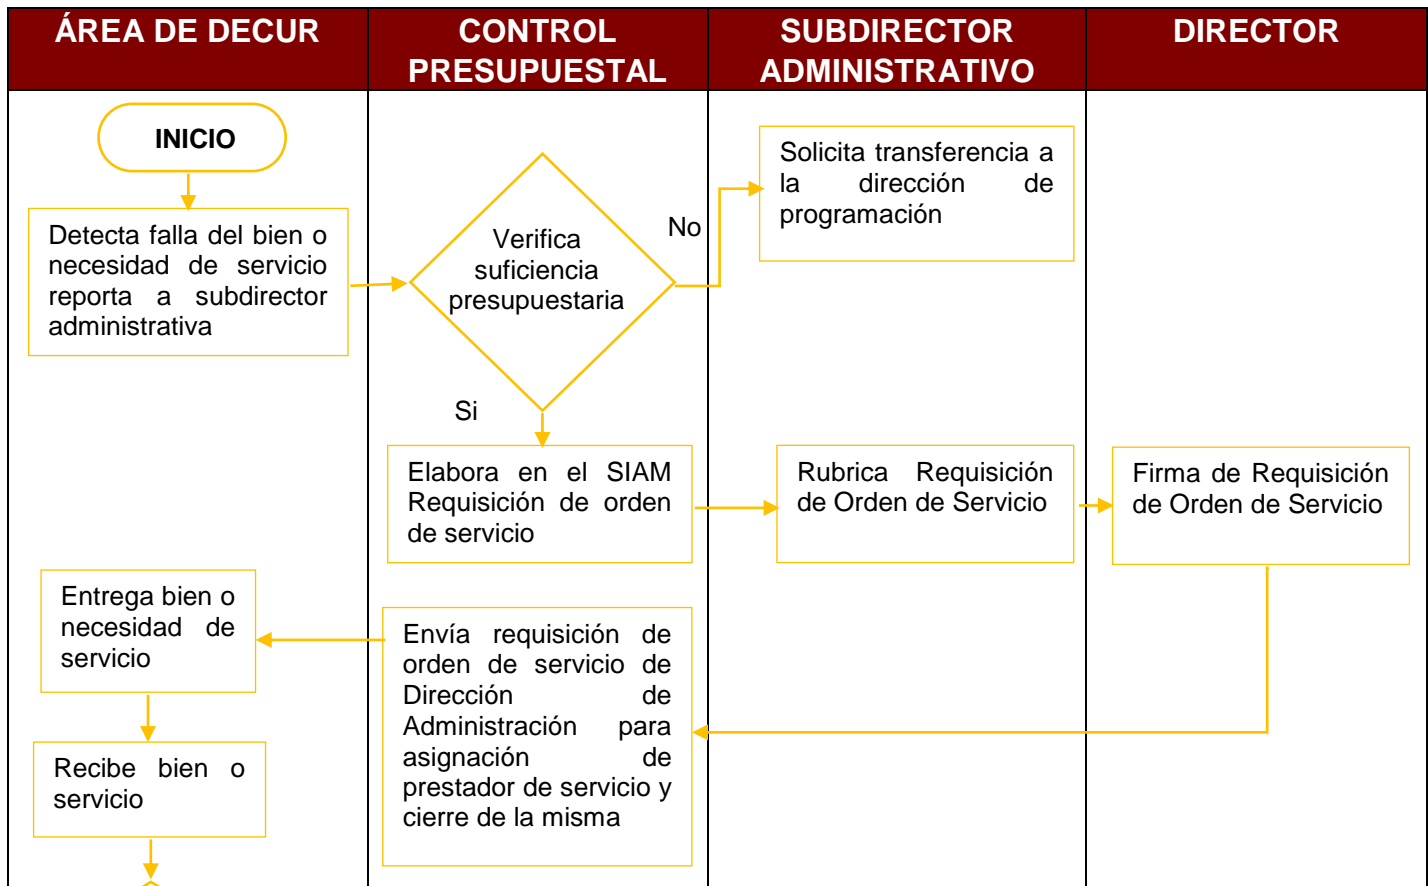 ÁREA DE DECUR
CONTROL
PRESUPUESTAL
SUBDIRECTOR
ADMINISTRATIVO
DIRECTOR
INICIO
Detecta falla del bien o
necesidad de servicio
reporta a subdirector
administrativa
Verifica
suficiencia
presupuestaria
No
Solicita transferencia a
la dirección de
programación
Si
Elabora en el SIAM
Requisición de orden
de servicio
Rubrica Requisición
de Orden de Servicio
Firma de Requisición
de Orden de Servicio
Envía requisición de
orden de servicio de
Dirección de
Administración para
asignación de
prestador de servicio y
cierre de la misma
Entrega bien o
necesidad de
servicio
Recibe bien o
servicio